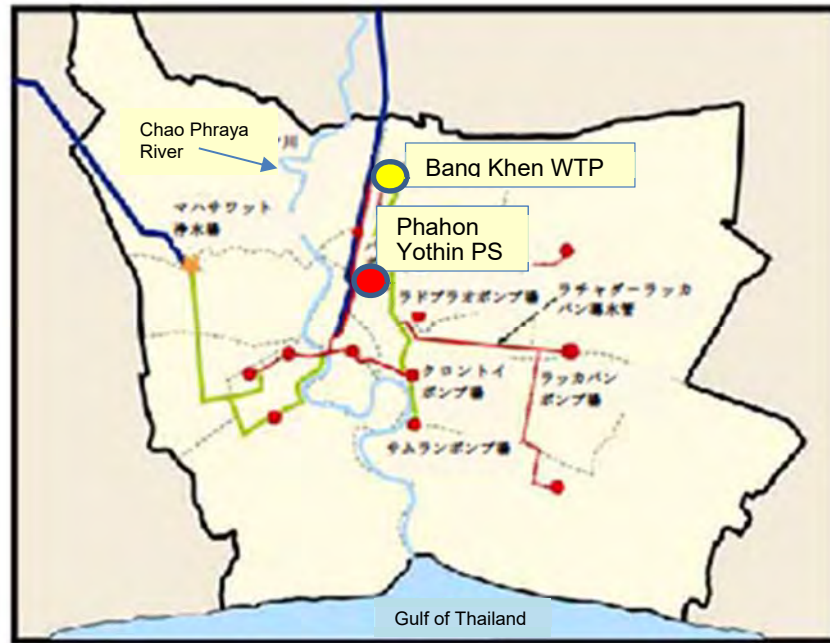 Chao Phraya
River
川
Bang Khen WTP
マハサワット
浄水場
Phahon
Yothin PS
ラドプラオポンプ場
ラチャダーラッカ
バン
クロントイ
ポンプ場
ラッカバン
ポンプ場
サムランポンプ場
Gulf of Thailand